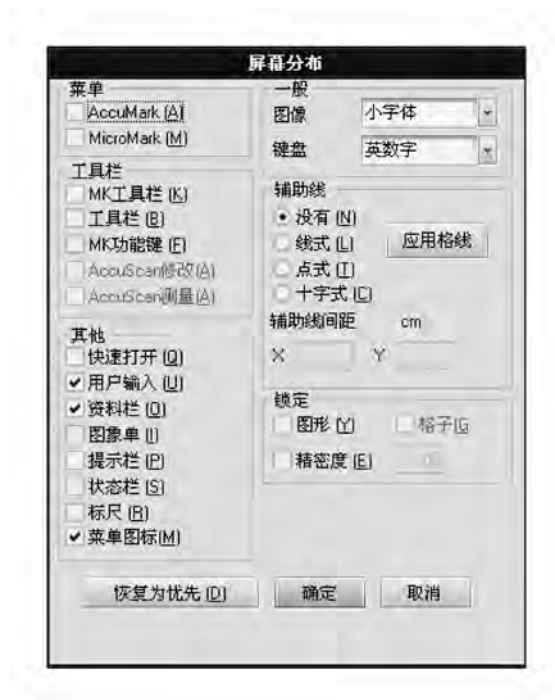 屏幕分布
菜单
AccuMark (A)
MicroMark (M)
工具栏
MK工具栏 (K)
工具栏 (B)
MK功能键 (F)
AccuScan修改(A)
AccuScan测量(A)
其他
快速打开 (Q)
用户输入 (U)
资料栏 (O)
图象单 (I)
提示栏 (P)
状态栏 (S)
标尺 (R)
菜单图标(M)
一般
图像 小字体
键盘 英数字
辅助线
没有 (N)
线式 (L)
点式 (T)
十字式 (C)
应用格线
辅助线间距 cm
X Y
锁定
图形 (Y) 格子(G
精密度 (E)
恢复为优先 (D) 确定 取消